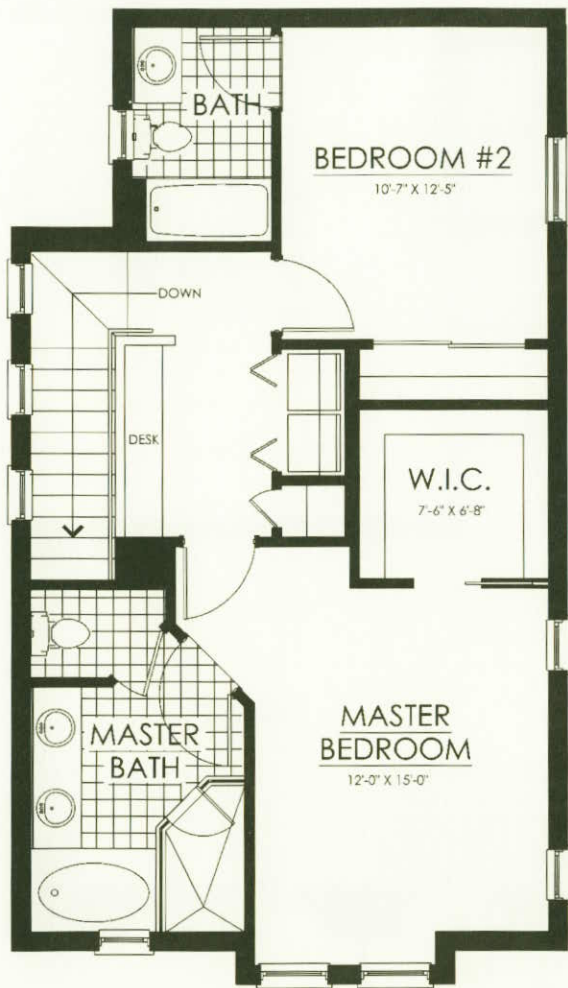 BATH
BEDROOM #2
10'-7" X 12'-5"
DOWN
DESK
W.I.C.
7'-6" X 6'-8"
MASTER
BATH
MASTER
BEDROOM
12'-0" X 15'-0"